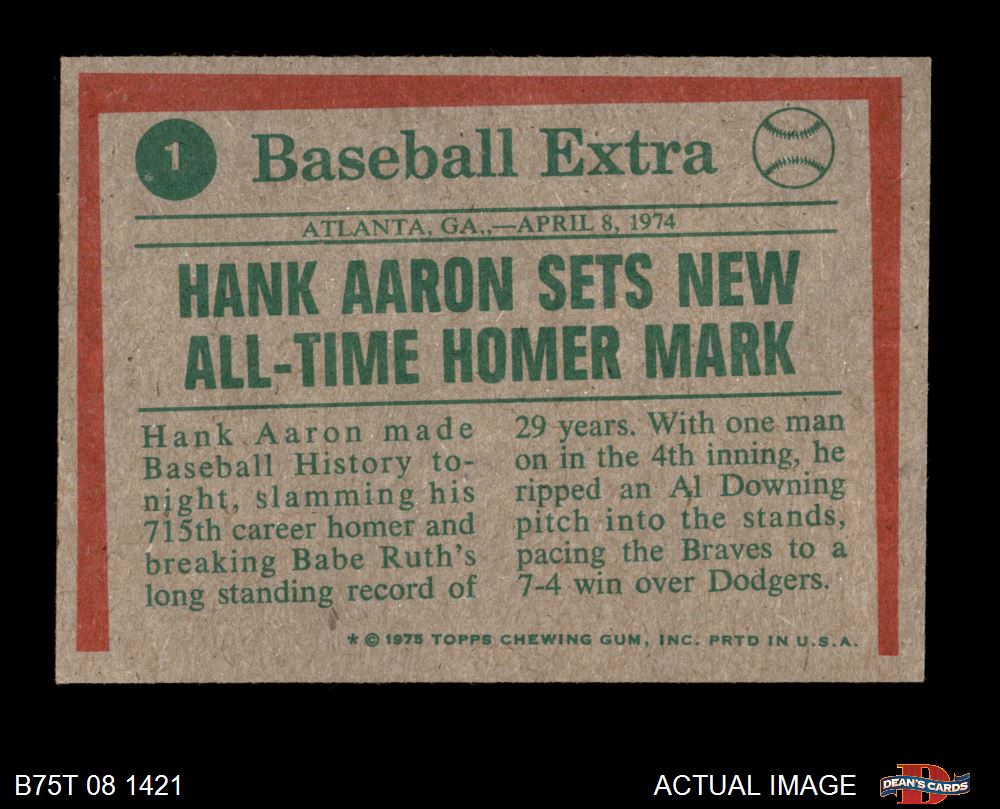 1
Baseball Extra
ATLANTA, GA.,—APRIL 8, 1974
HANK AARON SETS NEW
ALL-TIME HOMER MARK
Hank Aaron made
Baseball History to-
night, slamming his
715th career homer and
breaking Babe Ruth's
long standing record of
29 years. With one man
on in the 4th inning, he
ripped an Al Downing
pitch into the stands,
pacing the Braves to a
7-4 win over Dodgers.
* © 1975 TOPPS CHEWING GUM, INC. PRTD IN U.S.A.
B75T 08 1421
ACTUAL IMAGE
D
DEAN'S CARDS